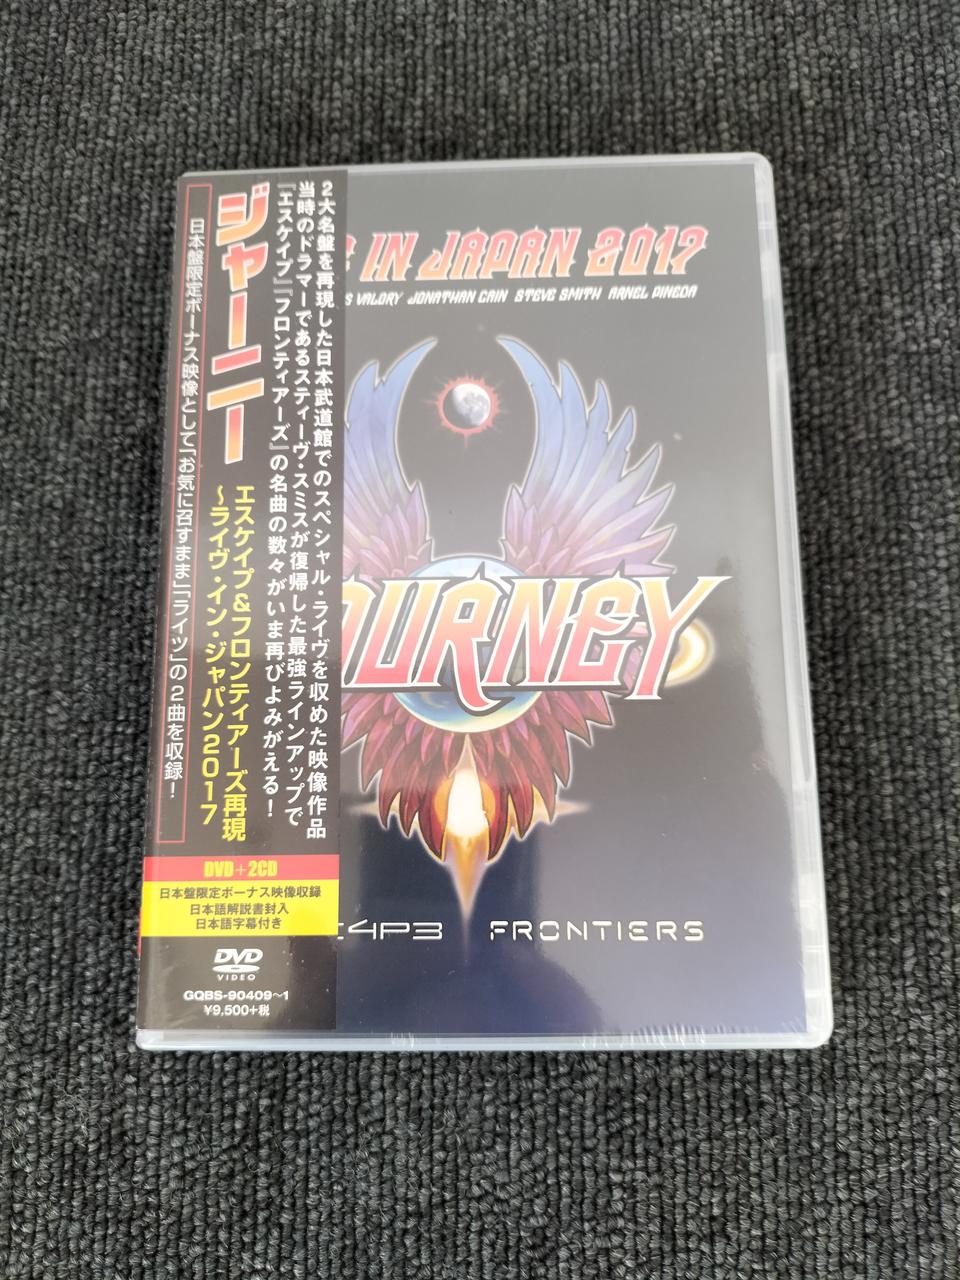 2大名盤を再現した日本武道館でのスペシャル・ライヴを収めた映像作品
当時のドラマーであるスティーヴ・スミスが復帰した最強ラインアップで
『エスケイプ』『フロンティアーズ』の名曲の数々がいま再びよみがえる!
ジャーニー
エスケイプ&フロンティアーズ再現
~ライヴ・イン・ジャパン2017
日本盤限定ボーナス映像として「お気に召すまま」「ライツ」の2曲を収録!
DVD+2CD
日本盤限定ボーナス映像収録
日本語解説書封入
日本語字幕付き
DVD
VIDEO
GQBS-90409~1
¥9,500+税
IN JAPAN 2017
S VALORY JONATHAN CAIN STEVE SMITH ARNEL PINEDA
OURNEY
C4P3 FRONTIERS